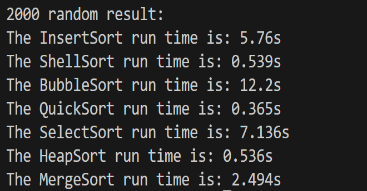 2000 random result:
The InsertSort run time is: 5.76s
The ShellSort run time is: 0.539s
The BubbleSort run time is: 12.2s
The QuickSort run time is: 0.365s
The SelectSort run time is: 7.136s
The HeapSort run time is: 0.536s
The MergeSort run time is: 2.494s